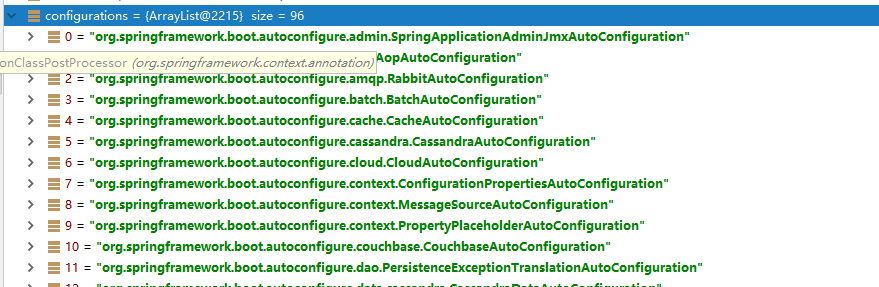 configurations = {ArrayList@2215} size = 96
0 = "org.springframework.boot.autoconfigure.admin.SpringApplicationAdminJmxAutoConfiguration"
onClassPostProcessor (org.springframework.context.annotation) AopAutoConfiguration"
2 = "org.springframework.boot.autoconfigure.amqp.RabbitAutoConfiguration"
3 = "org.springframework.boot.autoconfigure.batch.BatchAutoConfiguration"
4 = "org.springframework.boot.autoconfigure.cache.CacheAutoConfiguration"
5 = "org.springframework.boot.autoconfigure.cassandra.CassandraAutoConfiguration"
6 = "org.springframework.boot.autoconfigure.cloud.CloudAutoConfiguration"
7 = "org.springframework.boot.autoconfigure.context.ConfigurationPropertiesAutoConfiguration"
8 = "org.springframework.boot.autoconfigure.context.MessageSourceAutoConfiguration"
9 = "org.springframework.boot.autoconfigure.context.PropertyPlaceholderAutoConfiguration"
10 = "org.springframework.boot.autoconfigure.couchbase.CouchbaseAutoConfiguration"
11 = "org.springframework.boot.autoconfigure.dao.PersistenceExceptionTranslationAutoConfiguration"